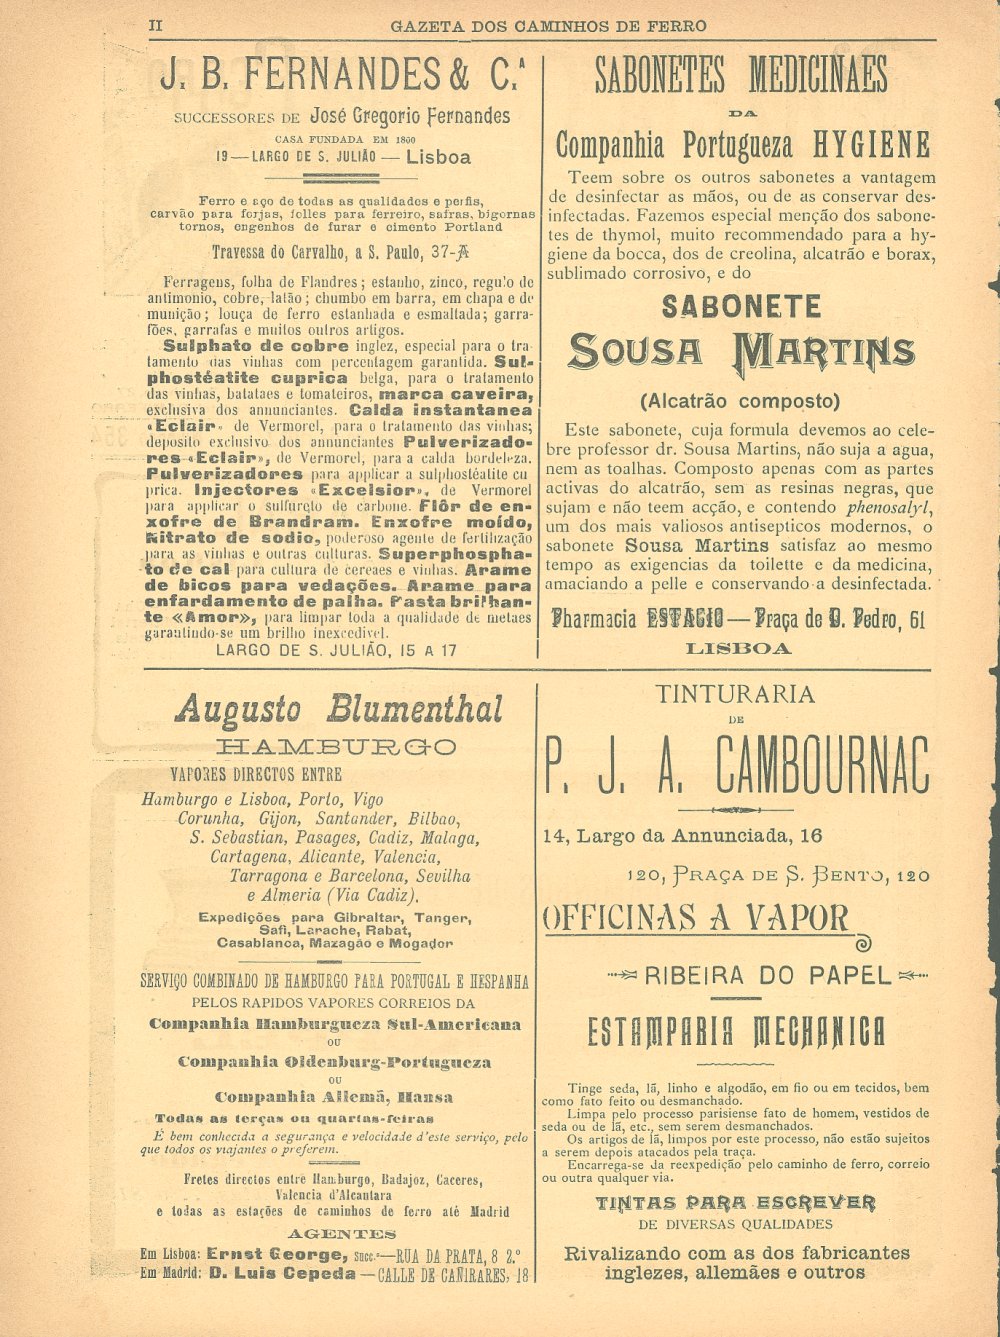 II
GAZETA DOS CAMINHOS DE FERRO
J. B. FERNANDES & C.ª
SUCCESSORES DE José Gregorio Fernandes
CASA FUNDADA EM 1860
19—LARGO DE S. JULIÃO — Lisboa
Ferro e aço de todas as qualidades e perfis,
carvão para forjas, folles para ferreiro, safras, bigornas
tornos, engenhos de furar e cimento Portland
Travessa do Carvalho, a S. Paulo, 37-A
Ferragens, folha de Flandres; estanho, zinco, regulo de
antimonio, cobre, latão; chumbo em barra, em chapa e de
munição; louça de ferro estanhada e esmaltada; garra-
fões, garrafas e muitos outros artigos.
Sulphato de cobre inglez, especial para o tra-
tamento das vinhas com percentagem garantida. Sul-
phostéatite cuprica belga, para o tratamento
das vinhas, batataes e tomateiros, marca caveira,
exclusiva dos annunciantes. Calda instantanea
«Eclair» de Vermorel, para o tratamento das vinhas;
deposito exclusivo dos annunciantes Pulverizado-
res «Eclair», de Vermorel, para a calda bordeleza.
Pulverizadores para applicar a sulphostéatite cu
prica. Injectores «Excelsior», de Vermorel
para applicar o sulfureto de carbone. Flôr de en-
xofre de Brandram. Enxofre moído,
Nitrato de sodio, poderoso agente de fertilização
para as vinhas e outras culturas. Superphospha-
to de cal para cultura de cereaes e vinhas. Arame
de bicos para vedações. Arame para
enfardamento de palha. Pasta brilhan-
te «Amor», para limpar toda a qualidade de metaes
garantindo-se um brilho inexcedivel.
LARGO DE S. JULIÃO, 15 A 17
SABONETES MEDICINAES
DA
Companhia Portugueza HYGIENE
Teem sobre os outros sabonetes a vantagem
de desinfectar as mãos, ou de as conservar des-
infectadas. Fazemos especial menção dos sabone-
tes de thymol, muito recommendado para a hy-
giene da bocca, dos de creolina, alcatrão e borax,
sublimado corrosivo, e do
SABONETE
SOUSA MARTINS
(Alcatrão composto)
Este sabonete, cuja formula devemos ao cele-
bre professor dr. Sousa Martins, não suja a agua,
nem as toalhas. Composto apenas com as partes
activas do alcatrão, sem as resinas negras, que
sujam e não teem acção, e contendo phenosalyl,
um dos mais valiosos antisepticos modernos, o
sabonete Sousa Martins satisfaz ao mesmo
tempo as exigencias da toilette e da medicina,
amaciando a pelle e conservando-a desinfectada.
Pharmacia ESTACIO—Praça de D. Pedro, 61
LISBOA
Augusto Blumenthal
HAMBURGO
VAPORES DIRECTOS ENTRE
Hamburgo e Lisboa, Porto, Vigo
Corunha, Gijon, Santander, Bilbao,
S. Sebastian, Pasages, Cadiz, Malaga,
Cartagena, Alicante, Valencia,
Tarragona e Barcelona, Sevilha
e Almeria (Via Cadiz).
Expedições para Gibraltar, Tanger,
Safi, Larache, Rabat,
Casablanca, Mazagão e Mogador
SERVIÇO COMBINADO DE HAMBURGO PARA PORTUGAL E HESPANHA
PELOS RAPIDOS VAPORES CORREIOS DA
Companhia Hamburgueza Sul-Americana
OU
Companhia Oldenburg-Portugueza
OU
Companhia Allemã, Hansa
Todas as terças ou quartas-feiras
É bem conhecida a segurança e velocidade d'este serviço, pelo
que todos os viajantes o preferem.
Fretes directos entre Hamburgo, Badajoz, Caceres,
Valencia d'Alcantara
e todas as estações de caminhos de ferro até Madrid
AGENTES
Em Lisboa: Ernst George, succ.ᵉˢ—RUA DA PRATA, 8 2.º
Em Madrid: D. Luis Cepeda—CALLE DE CAÑIRARES, 18
TINTURARIA
DE
P. J. A. CAMBOURNAC
14, Largo da Annunciada, 16
120, PRAÇA DE S. BENTO, 120
OFFICINAS A VAPOR
RIBEIRA DO PAPEL
ESTAMPARIA MECHANICA
Tinge seda, lã, linho e algodão, em fio ou em tecidos, bem
como fato feito ou desmanchado.
Limpa pelo processo parisiense fato de homem, vestidos de
seda ou de lã, etc., sem serem desmanchados.
Os artigos de lã, limpos por este processo, não estão sujeitos
a serem depois atacados pela traça.
Encarrega-se da reexpedição pelo caminho de ferro, correio
ou outra qualquer via.
TINTAS PARA ESCREVER
DE DIVERSAS QUALIDADES
Rivalizando com as dos fabricantes
inglezes, allemães e outros